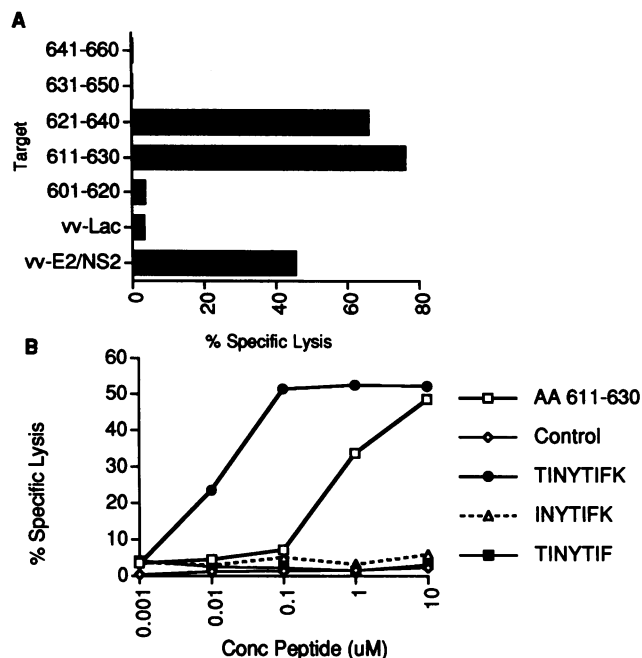 A
641-660
631-650
621-640
611-630
601-620
vv-Lac
vv-E2/NS2
Target
0 20 40 60 80
% Specific Lysis
B
60
50
40
30
20
10
0
% Specific Lysis
0.001 0.01 0.1 1 10
Conc Peptide (uM)
AA 611-630
Control
TINYTIFK
INYTIFK
TINYTIF